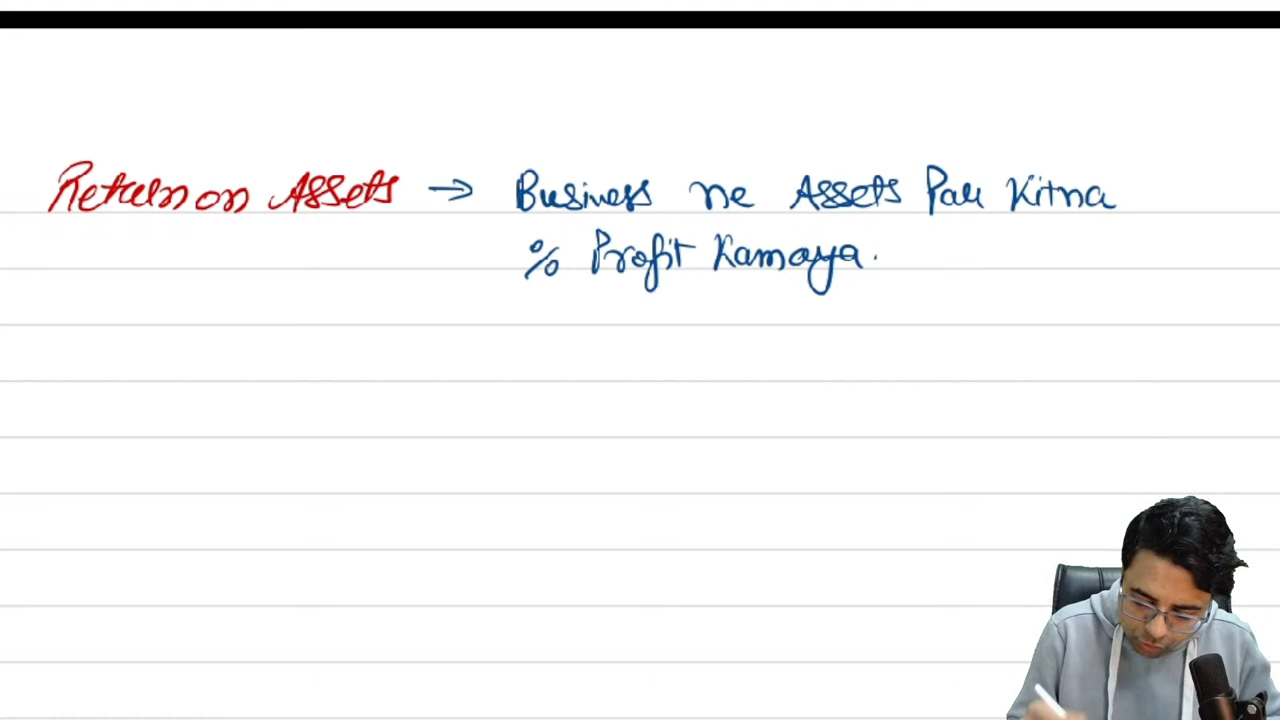 Return on Assets → Business ne Assets Par Kitna
% Profit Kamaya.